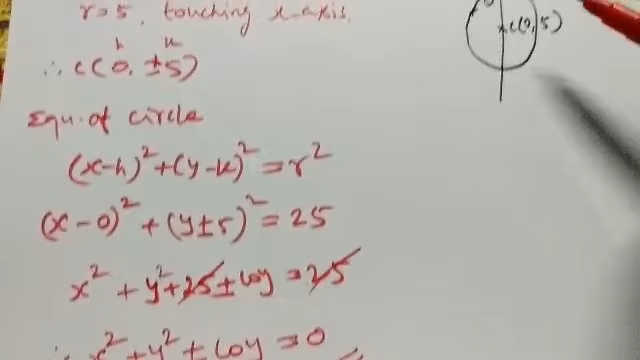 r=5, touching x-axis.
C(0,5)
h k
∴ C(0, ±5)
Equ. of circle
(x-h)² + (y-k)² = r²
(x-0)² + (y±5)² = 25
x² + y² + 25 ± 10y = 25
∴ x² + y² ± 10y = 0